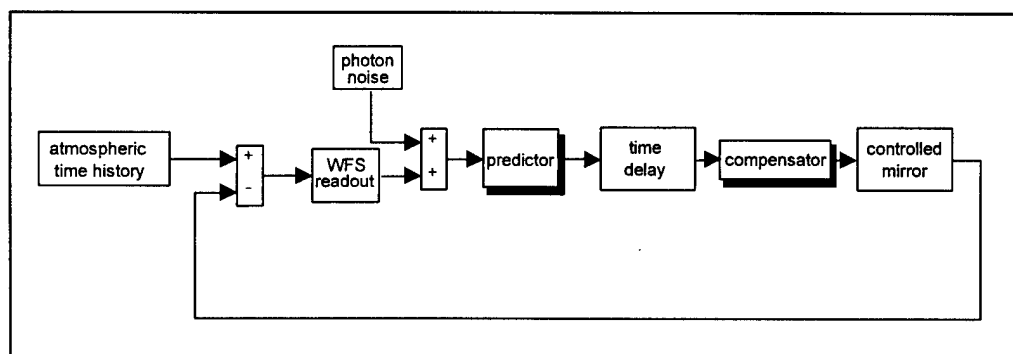 photon
noise
atmospheric
time history
+
-
WFS
readout
+
+
predictor
time
delay
compensator
controlled
mirror